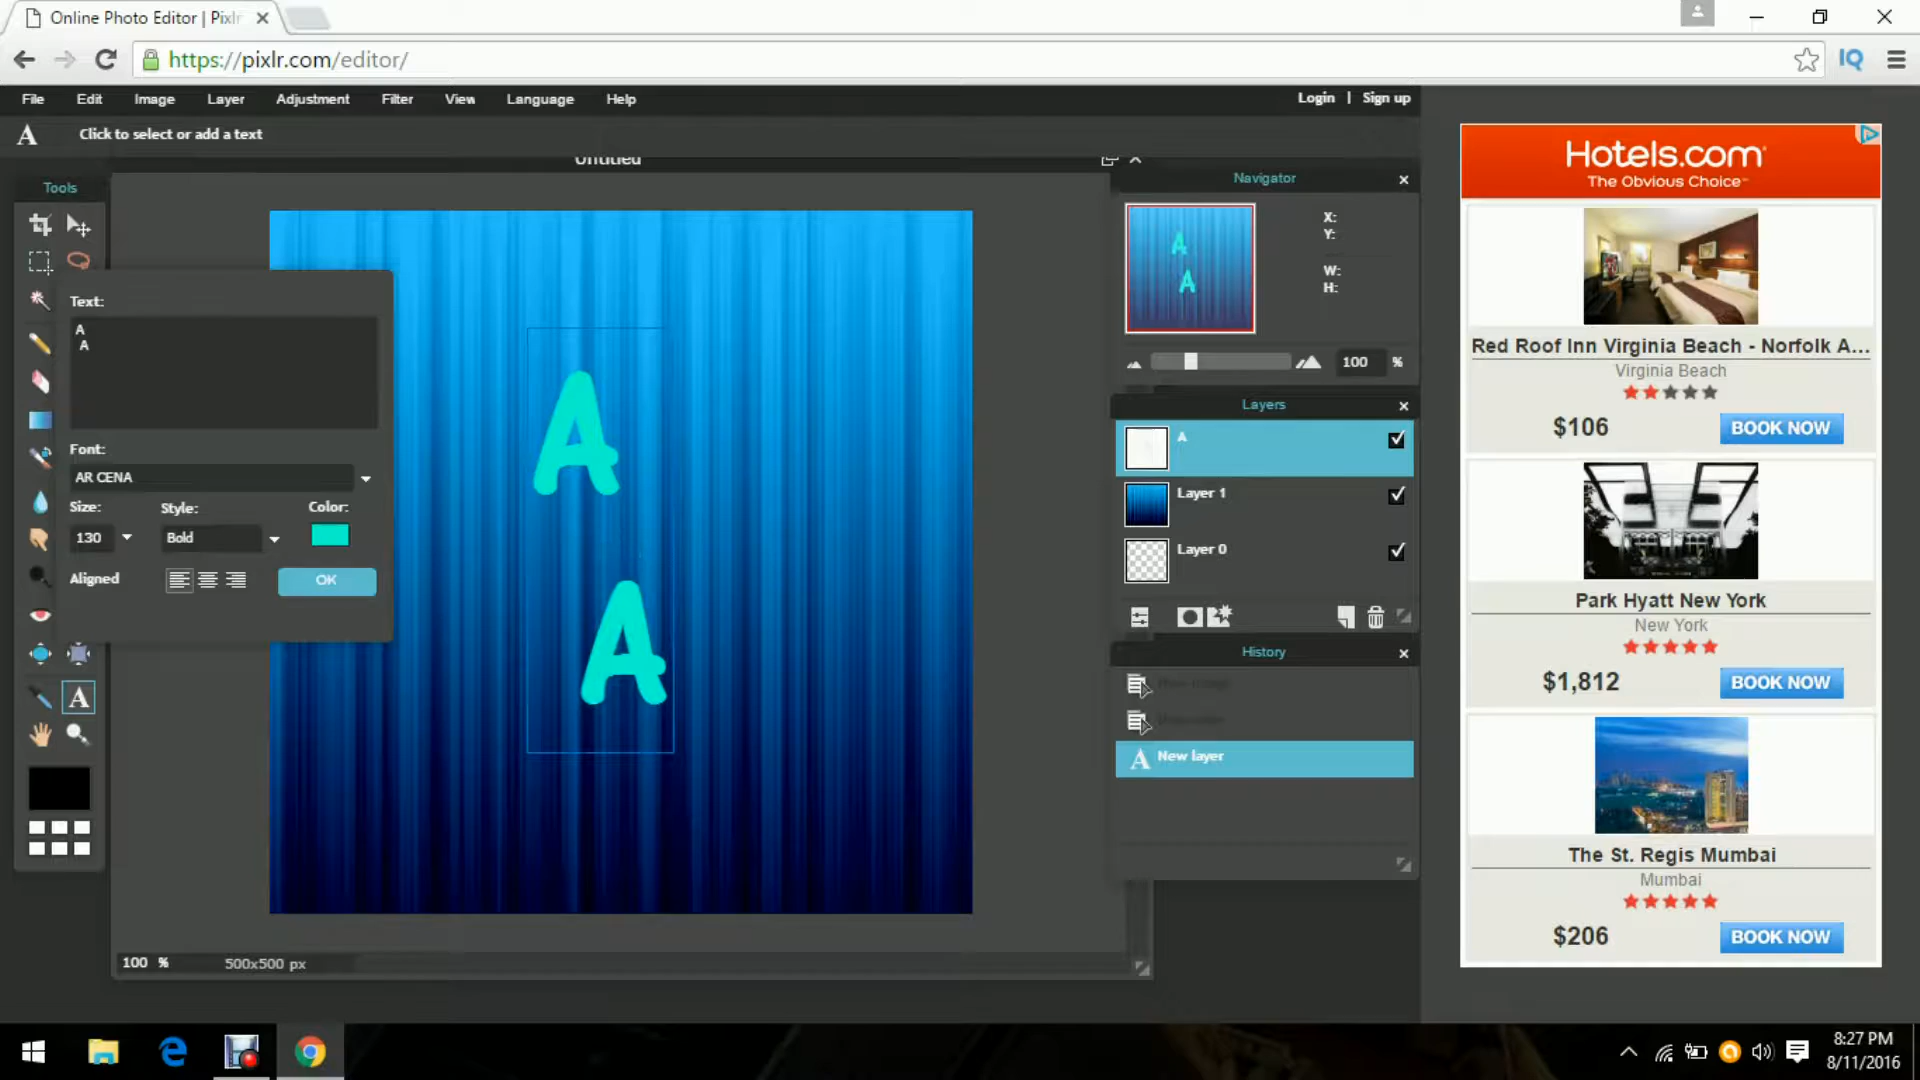 Online Photo Editor | Pixlr
https://pixlr.com/editor/
IQ
File Edit Image Layer Adjustment Filter View Language Help
Login | Sign up
A Click to select or add a text
Untitled
Tools
Text:
A
A
Font:
AR CENA
Size: Style: Color:
130 Bold
Aligned
OK
A
A
A
100 % 500x500 px
Navigator
A
A
X:
Y:
W:
H:
100 %
Layers
A
Layer 1
Layer 0
History
A New layer
Hotels.com
The Obvious Choice
Red Roof Inn Virginia Beach - Norfolk A...
Virginia Beach
$106 BOOK NOW
Park Hyatt New York
New York
$1,812 BOOK NOW
The St. Regis Mumbai
Mumbai
$206 BOOK NOW
8:27 PM
8/11/2016